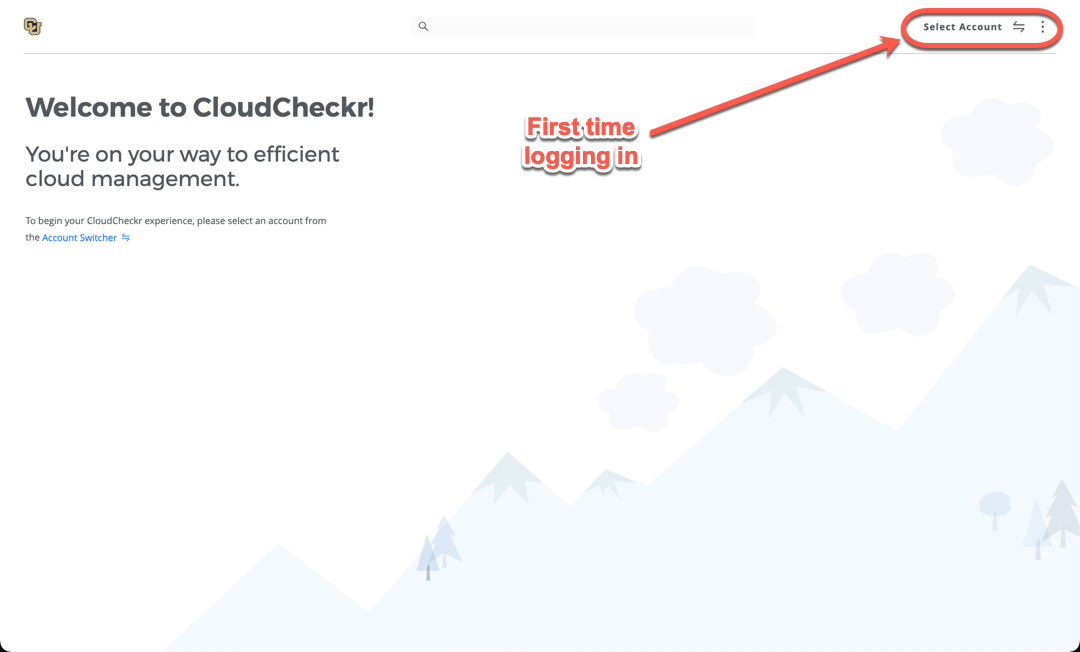 Select Account
Welcome to CloudCheckr!
You're on your way to efficient
cloud management.
To begin your CloudCheckr experience, please select an account from
the Account Switcher
First time
logging in